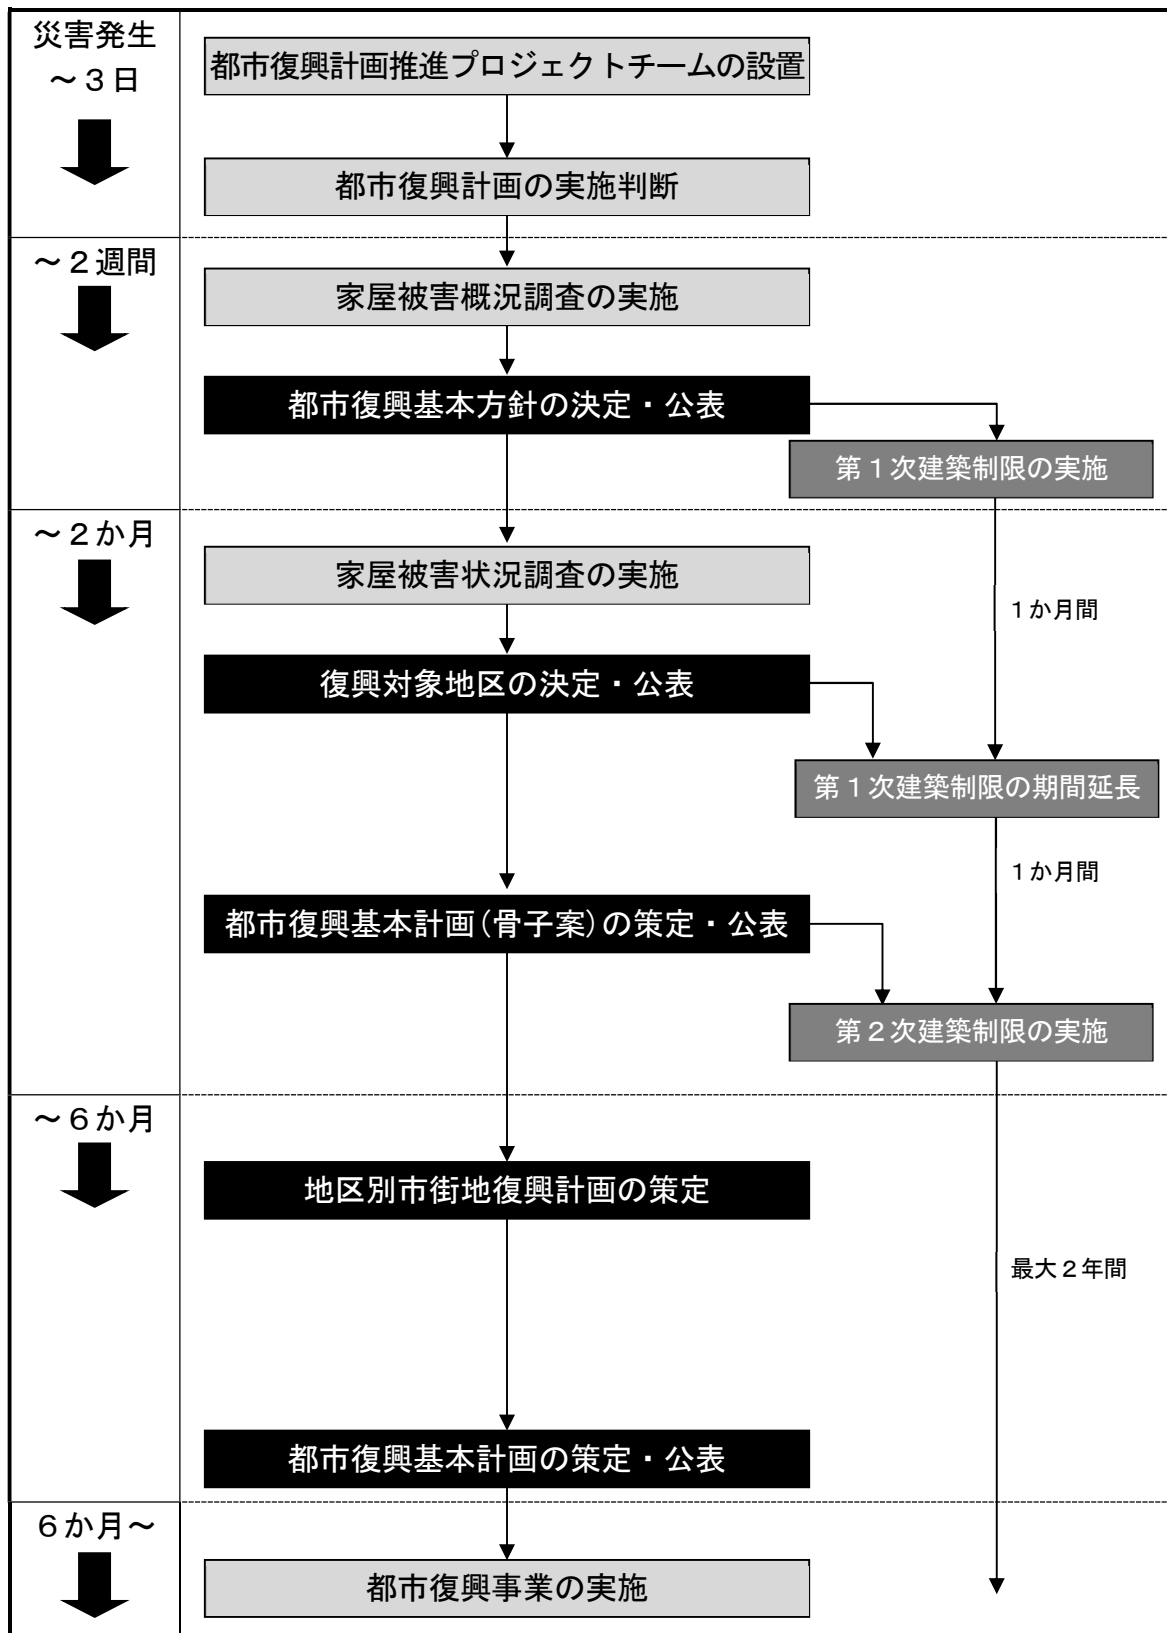 災害発生
～３日
都市復興計画推進プロジェクトチームの設置
都市復興計画の実施判断
～２週間
家屋被害概況調査の実施
都市復興基本方針の決定・公表
第１次建築制限の実施
～２か月
家屋被害状況調査の実施
１か月間
復興対象地区の決定・公表
第１次建築制限の期間延長
１か月間
都市復興基本計画(骨子案)の策定・公表
第２次建築制限の実施
～６か月
地区別市街地復興計画の策定
最大２年間
都市復興基本計画の策定・公表
６か月～
都市復興事業の実施